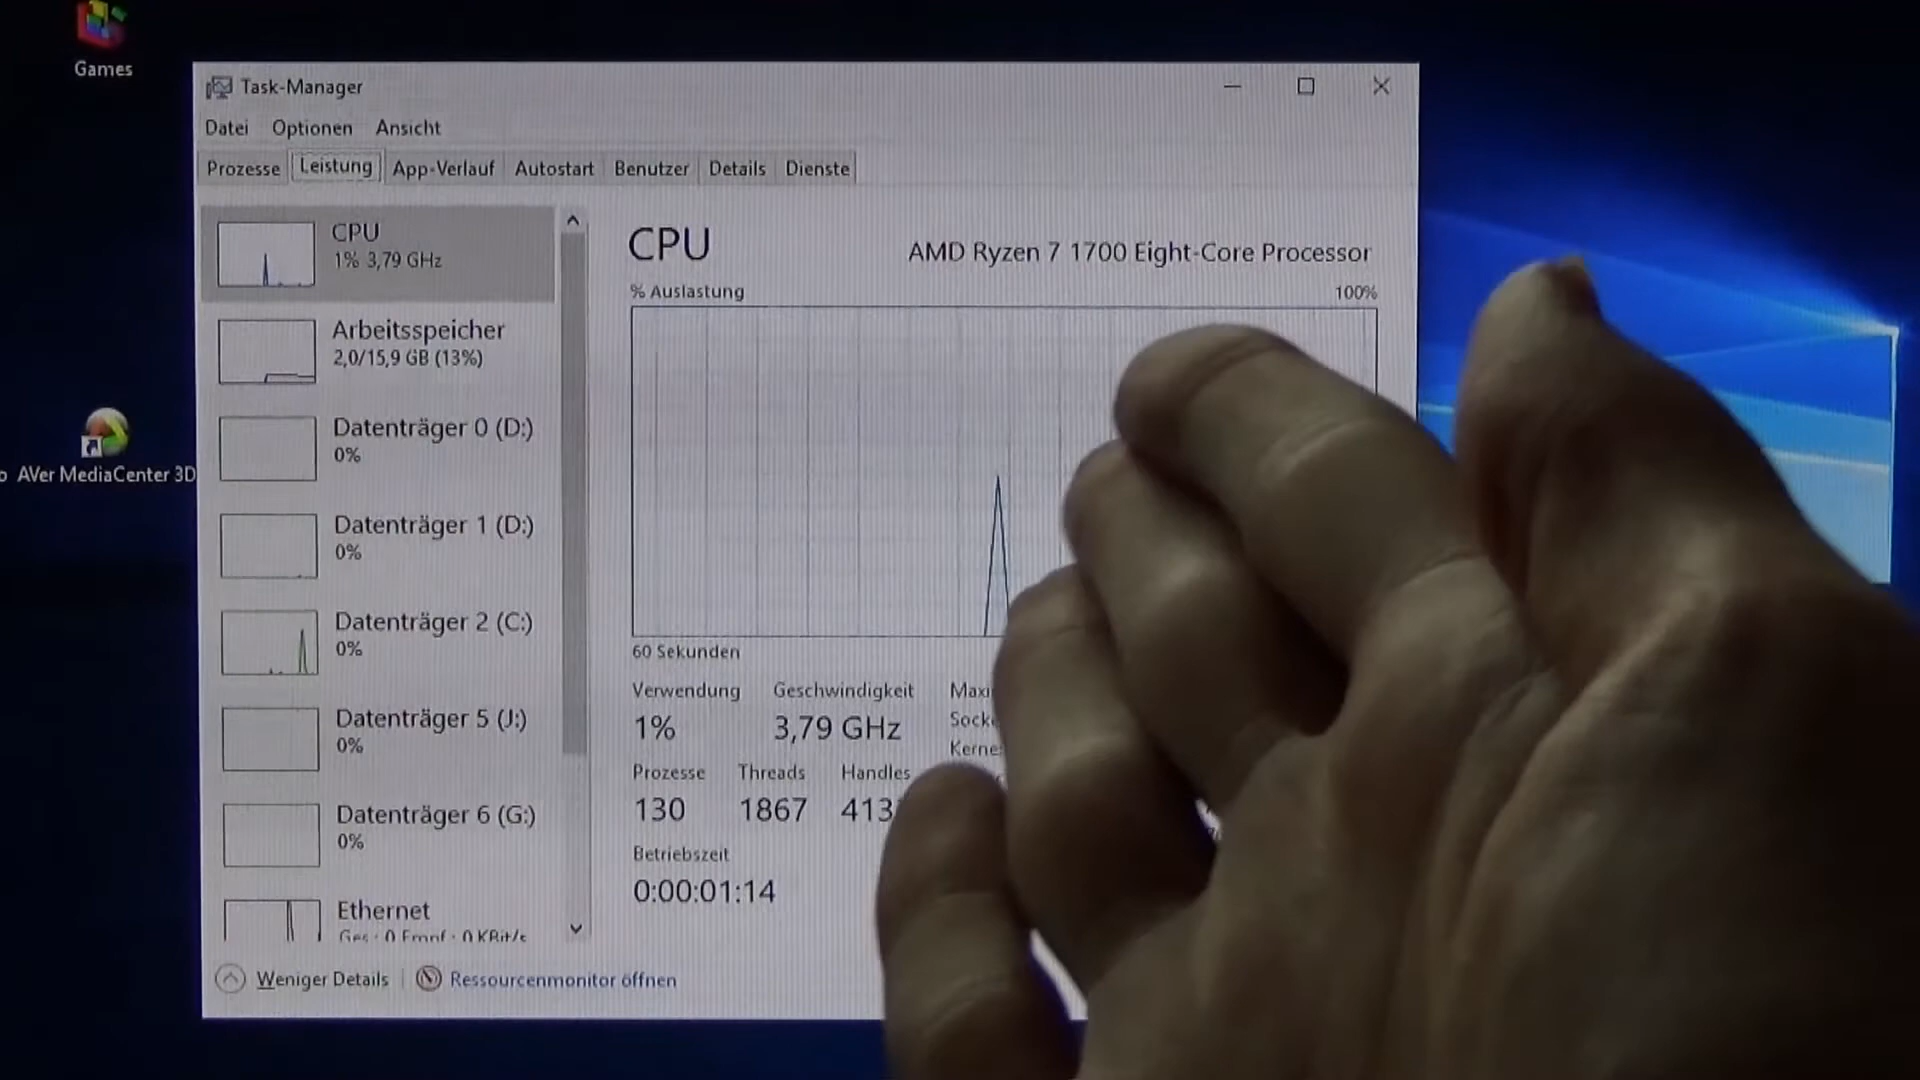 Games
Task-Manager
Datei Optionen Ansicht
Prozesse Leistung App-Verlauf Autostart Benutzer Details Dienste
CPU
1% 3,79 GHz
Arbeitsspeicher
2,0/15,9 GB (13%)
Datenträger 0 (D:)
0%
Datenträger 1 (D:)
0%
Datenträger 2 (C:)
0%
Datenträger 5 (J:)
0%
Datenträger 6 (G:)
0%
Ethernet
CPU AMD Ryzen 7 1700 Eight-Core Processor
% Auslastung 100%
60 Sekunden
Verwendung Geschwindigkeit
1% 3,79 GHz
Prozesse Threads Handles
130 1867 413
Betriebszeit
0:00:01:14
Weniger Details Ressourcenmonitor öffnen
AVer MediaCenter 3D